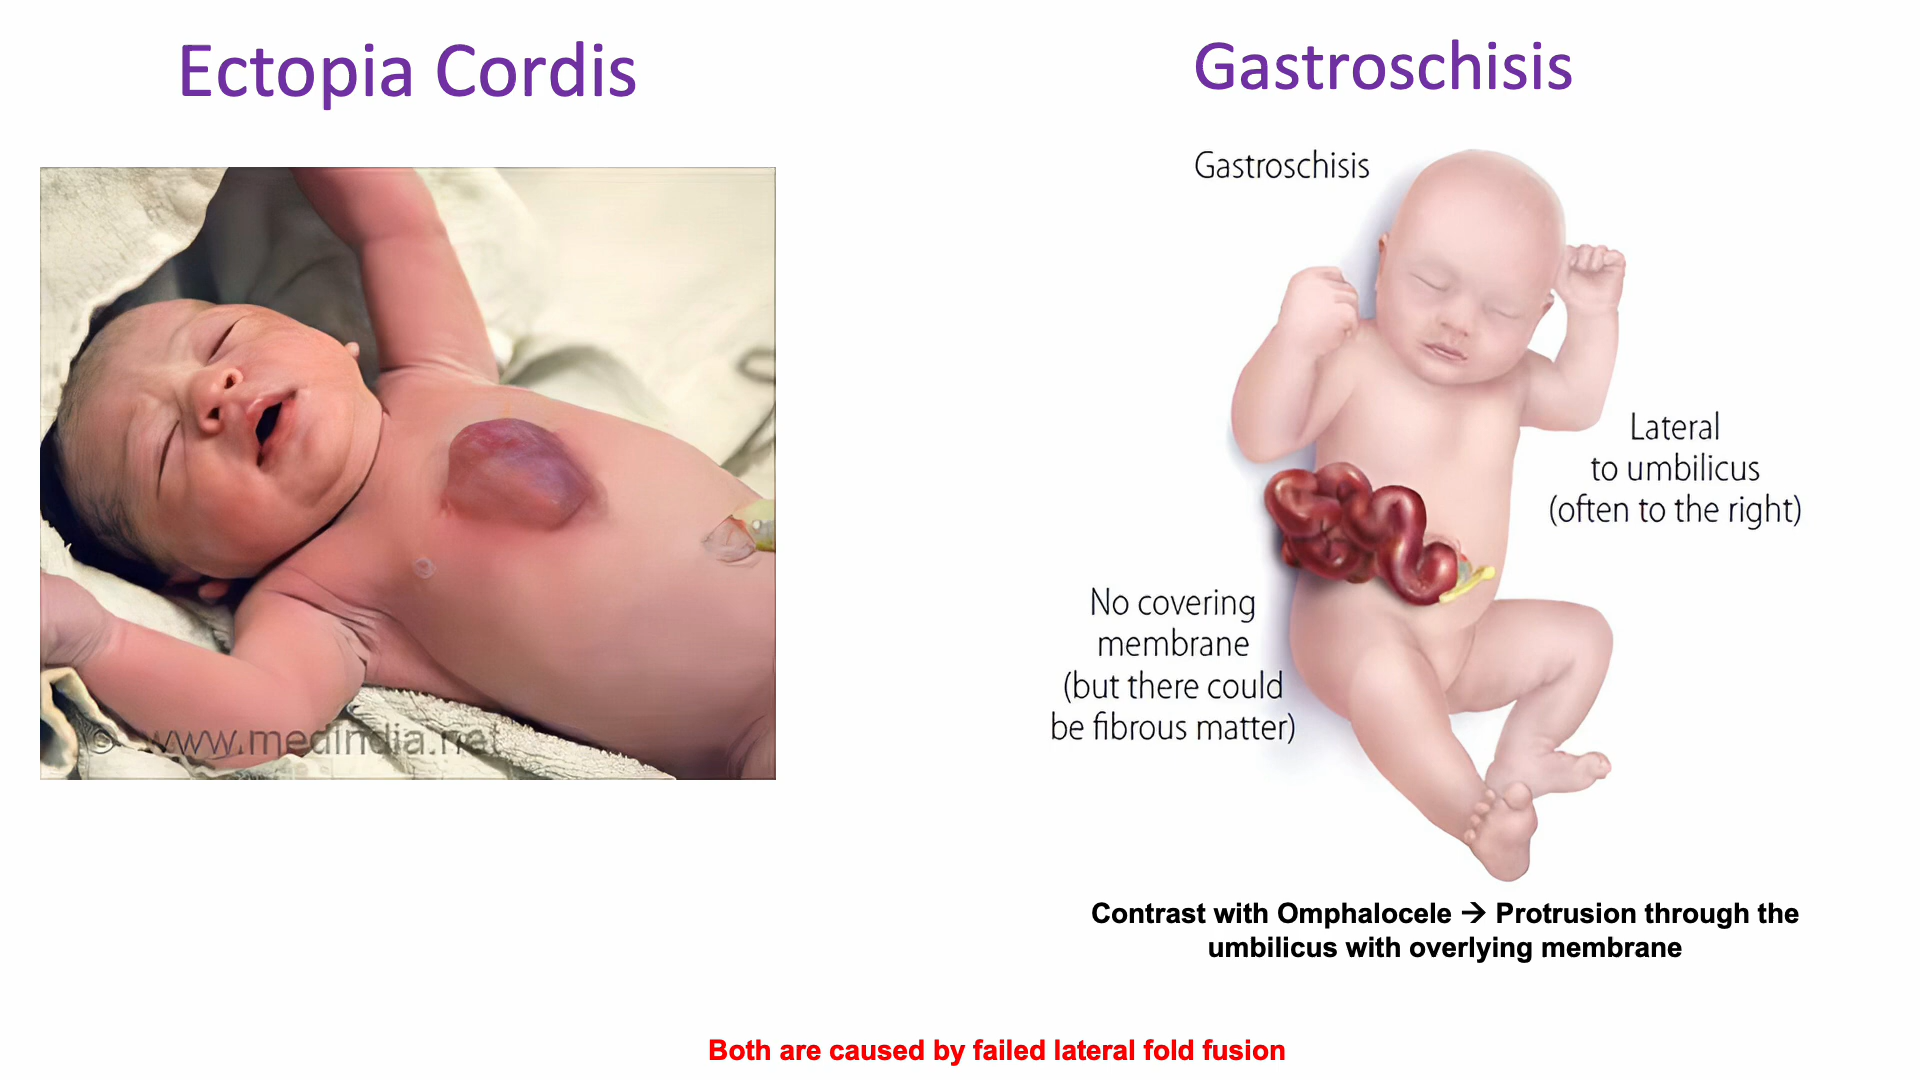 Ectopia Cordis
© www.medindia.net
Gastroschisis
Gastroschisis
Lateral
to umbilicus
(often to the right)
No covering
membrane
(but there could
be fibrous matter)
Contrast with Omphalocele → Protrusion through the
umbilicus with overlying membrane
Both are caused by failed lateral fold fusion